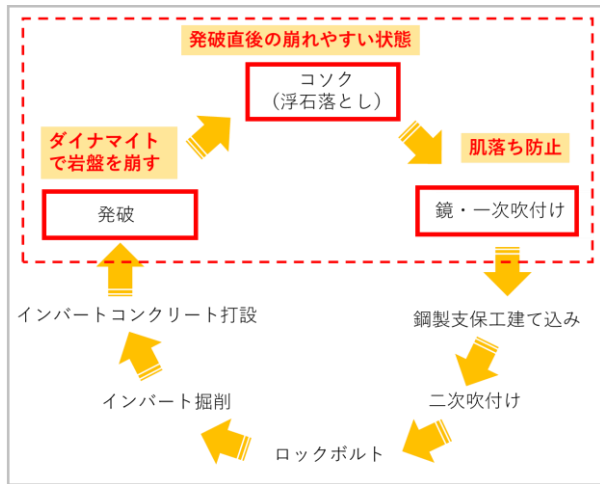 発破直後の崩れやすい状態
コソク
（浮石落とし）
ダイナマイト
で岩盤を崩す
肌落ち防止
発破
鏡・一次吹付け
インバートコンクリート打設
鋼製支保工建て込み
インバート掘削
二次吹付け
ロックボルト